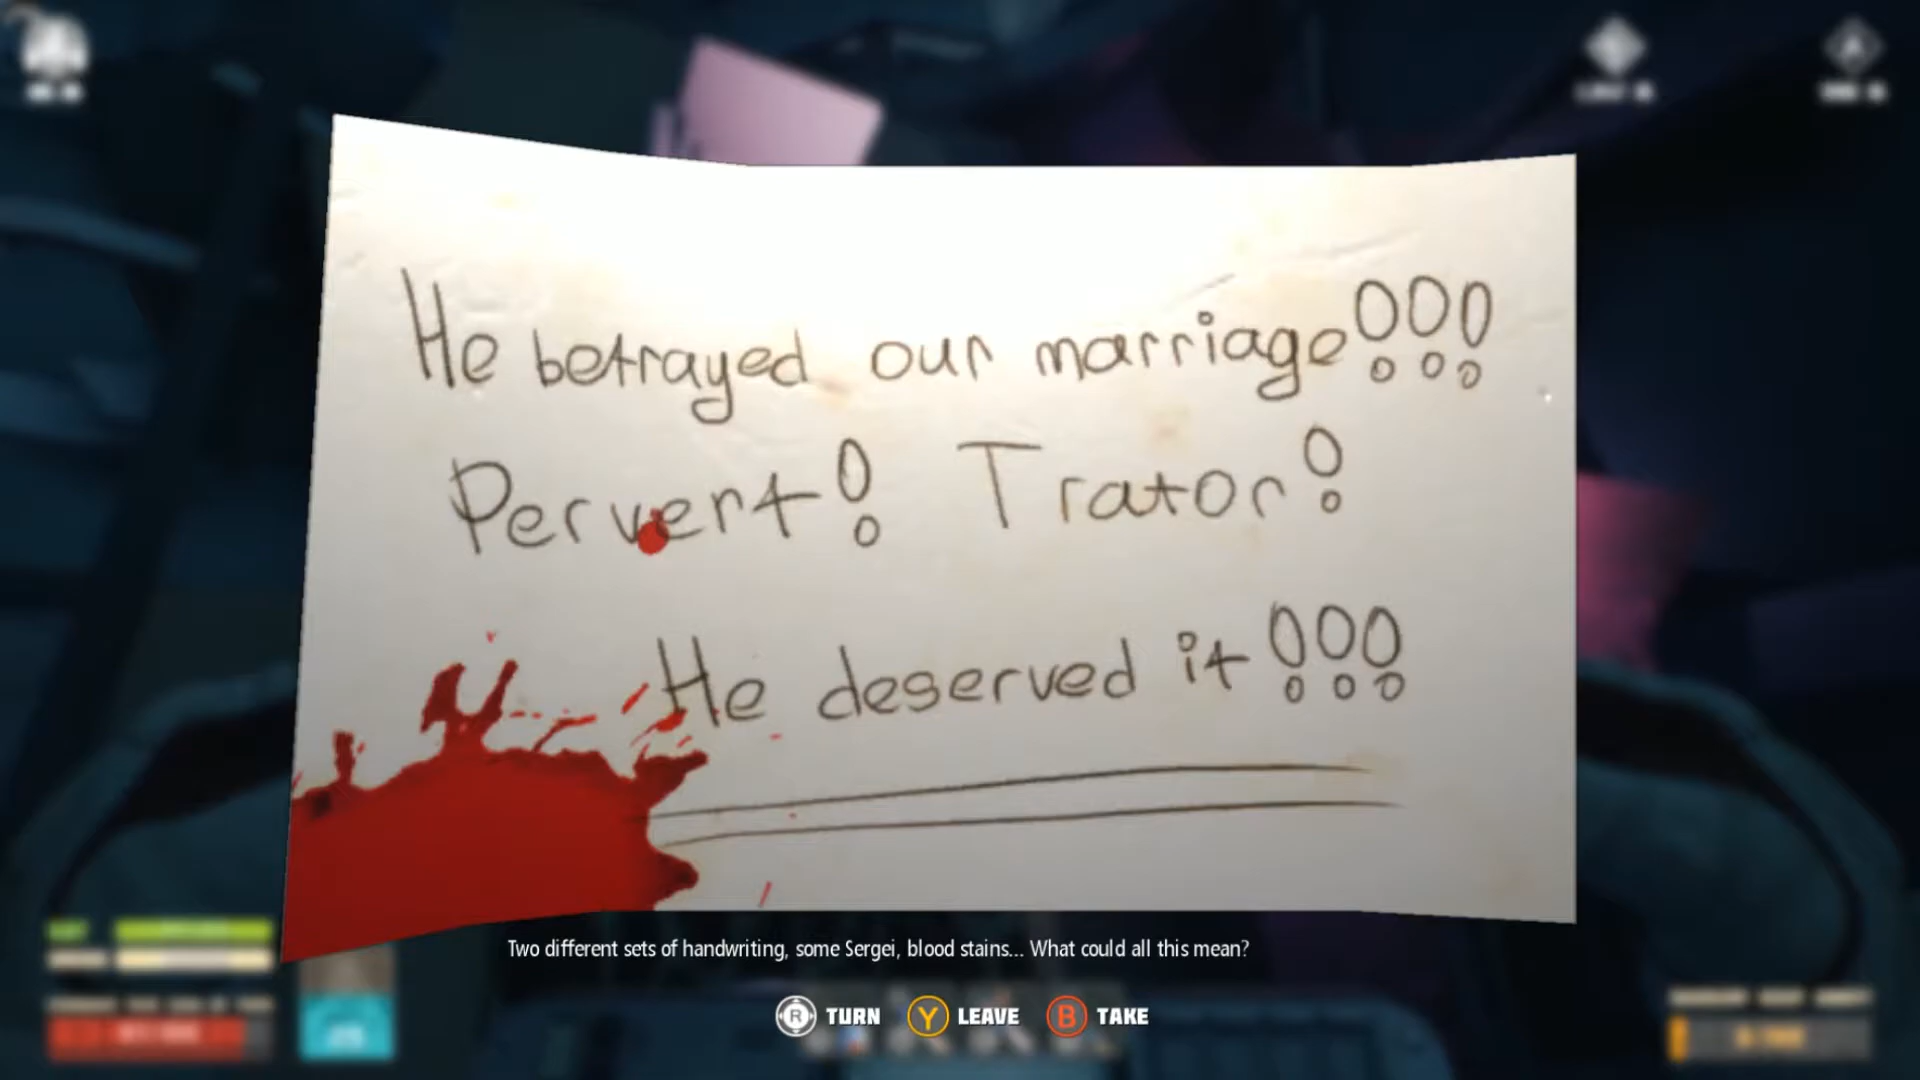 He betrayed our marriage!!!
Pervert! Trator!
He deserved it!!!
Two different sets of handwriting, some Sergei, blood stains... What could all this mean?
R TURN Y LEAVE B TAKE